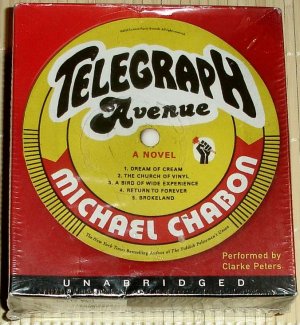 TELEGRAPH
Avenue
A NOVEL
1. DREAM OF CREAM
2. THE CHURCH OF VINYL
3. A BIRD OF WIDE EXPERIENCE
4. RETURN TO FOREVER
5. BROKELAND
MICHAEL CHABON
The New York Times Bestselling Author of The Yiddish Policemen's Union
Performed by
Clarke Peters
UNABRIDGED